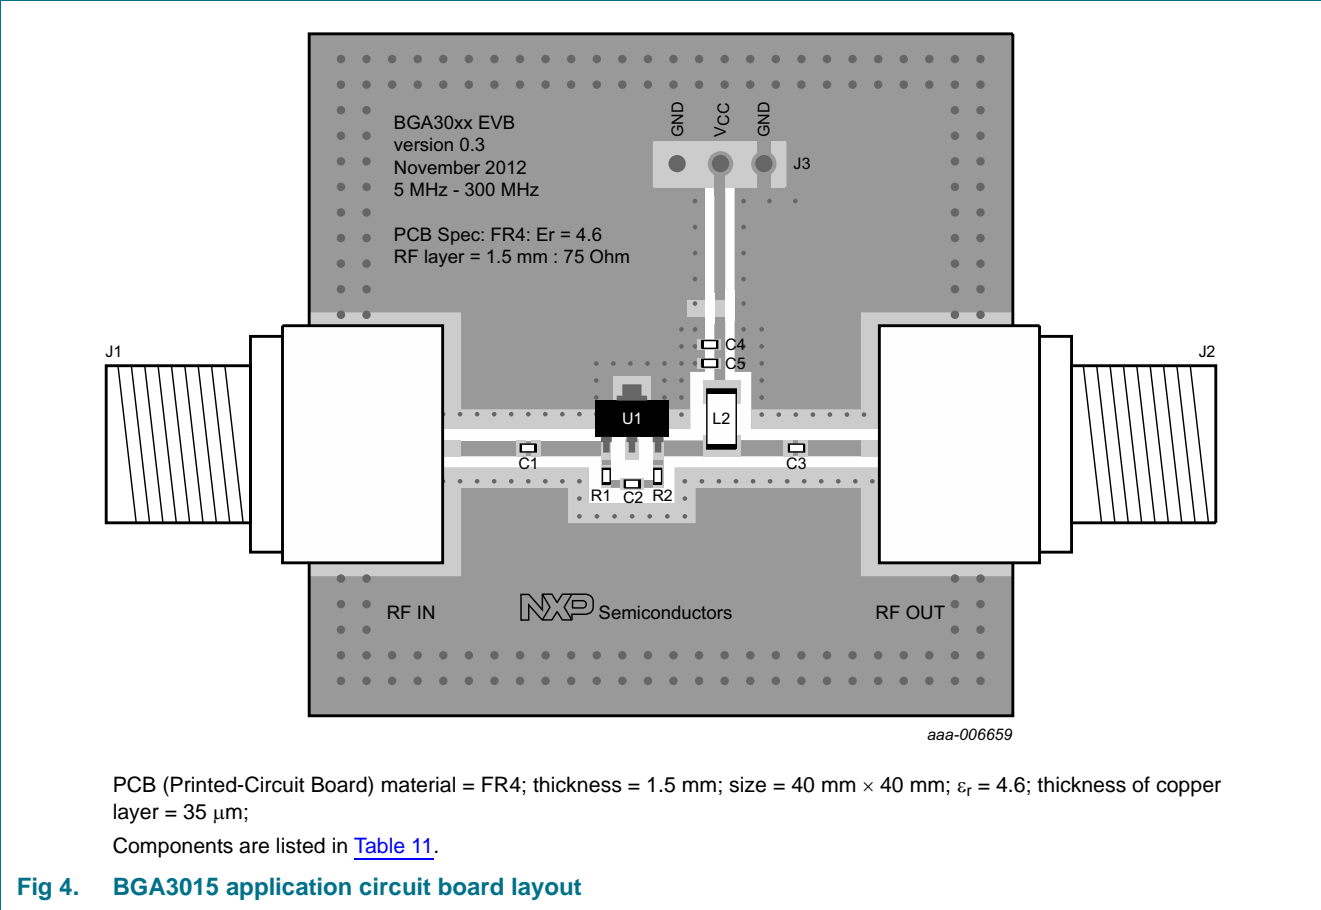 GND VCC GND
BGA30xx EVB
version 0.3
November 2012
5 MHz - 300 MHz
J3
PCB Spec: FR4: Er = 4.6
RF layer = 1.5 mm : 75 Ohm
J1
J2
C4
C5
U1
L2
C1
C3
R1 C2 R2
RF IN
NXP Semiconductors
RF OUT
aaa-006659
PCB (Printed-Circuit Board) material = FR4; thickness = 1.5 mm; size = 40 mm × 40 mm; εr = 4.6; thickness of copper
layer = 35 μm;
Components are listed in Table 11.
Fig 4. BGA3015 application circuit board layout